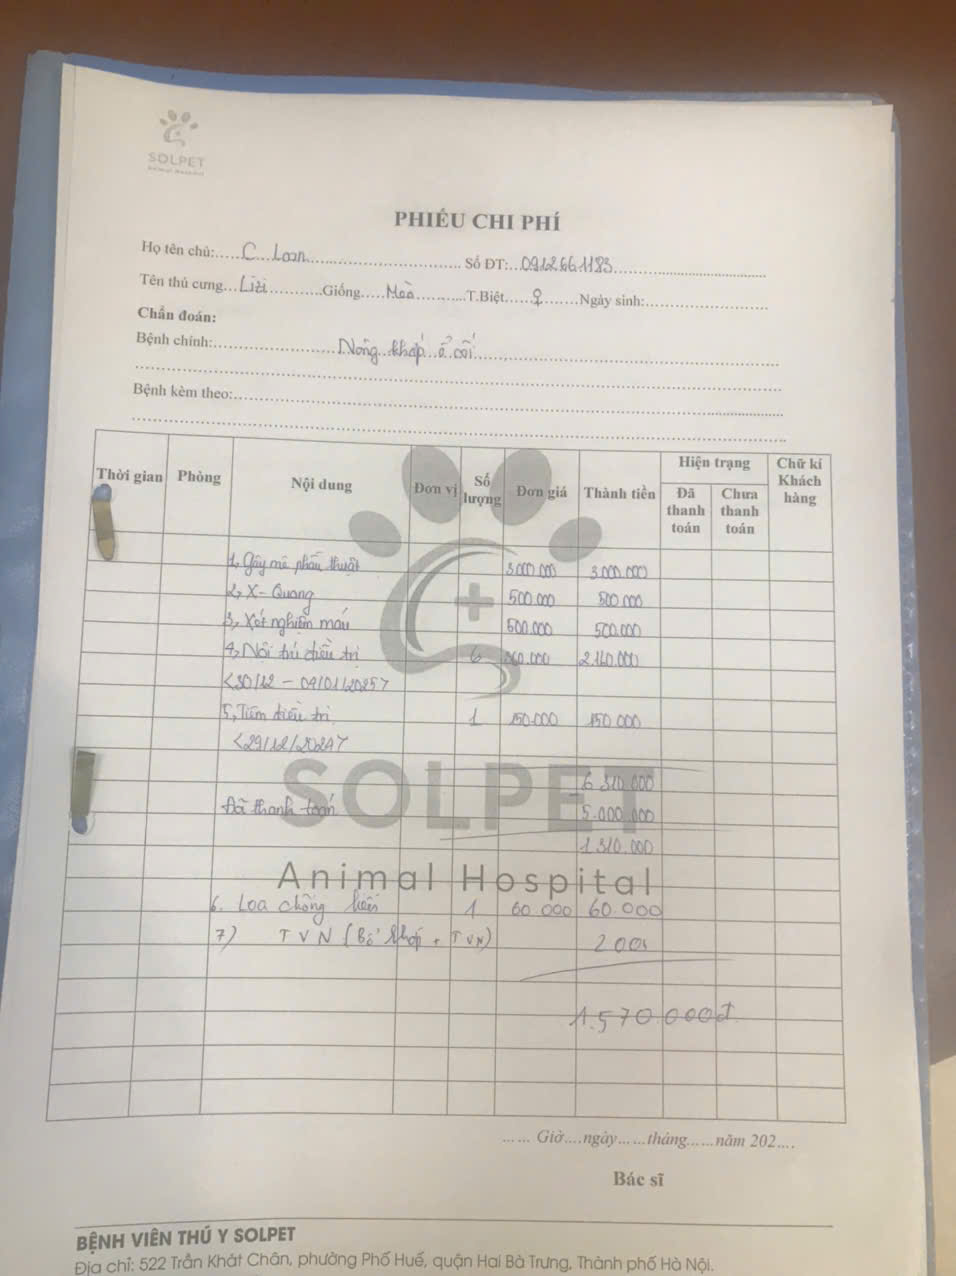 SOLPET
Animal Hospital
PHIẾU CHI PHÍ
Họ tên chủ:.....C Loan................................ Số ĐT:..0912661183................
Tên thú cưng...Lili............Giống....Mèo............T.Biệt.....♀.......Ngày sinh:........................
Chẩn đoán:
Bệnh chính:........................Nông khớp ổ cối........................
Bệnh kèm theo:........................
Thời gian Phòng Nội dung Đơn vị Số lượng Đơn giá Thành tiền Hiện trạng Đã thanh toán Chưa thanh toán Chữ kí Khách hàng
1, Gây mê phẫu thuật 3.000.000 3.000.000
2, X-Quang 500.000 500.000
3, Xét nghiệm máu 500.000 500.000
4, Nội trú điều trị 6 360.000 2.160.000
<30/12 - 04/01/2025>
5, Tiêm điều trị 1 150.000 150.000
<29/12/2024>
6 310.000
Đã thanh toán 5.000.000
1.310.000
SOLPET
Animal Hospital
6. Loa chống liếm 1 60.000 60.000
7) TVN (Bổ khớp + TVN) 200
1.570.000đ
...... Giờ....ngày......tháng......năm 202....
Bác sĩ
BỆNH VIỆN THÚ Y SOLPET
Địa chỉ: 522 Trần Khát Chân, phường Phố Huế, quận Hai Bà Trưng, Thành phố Hà Nội.